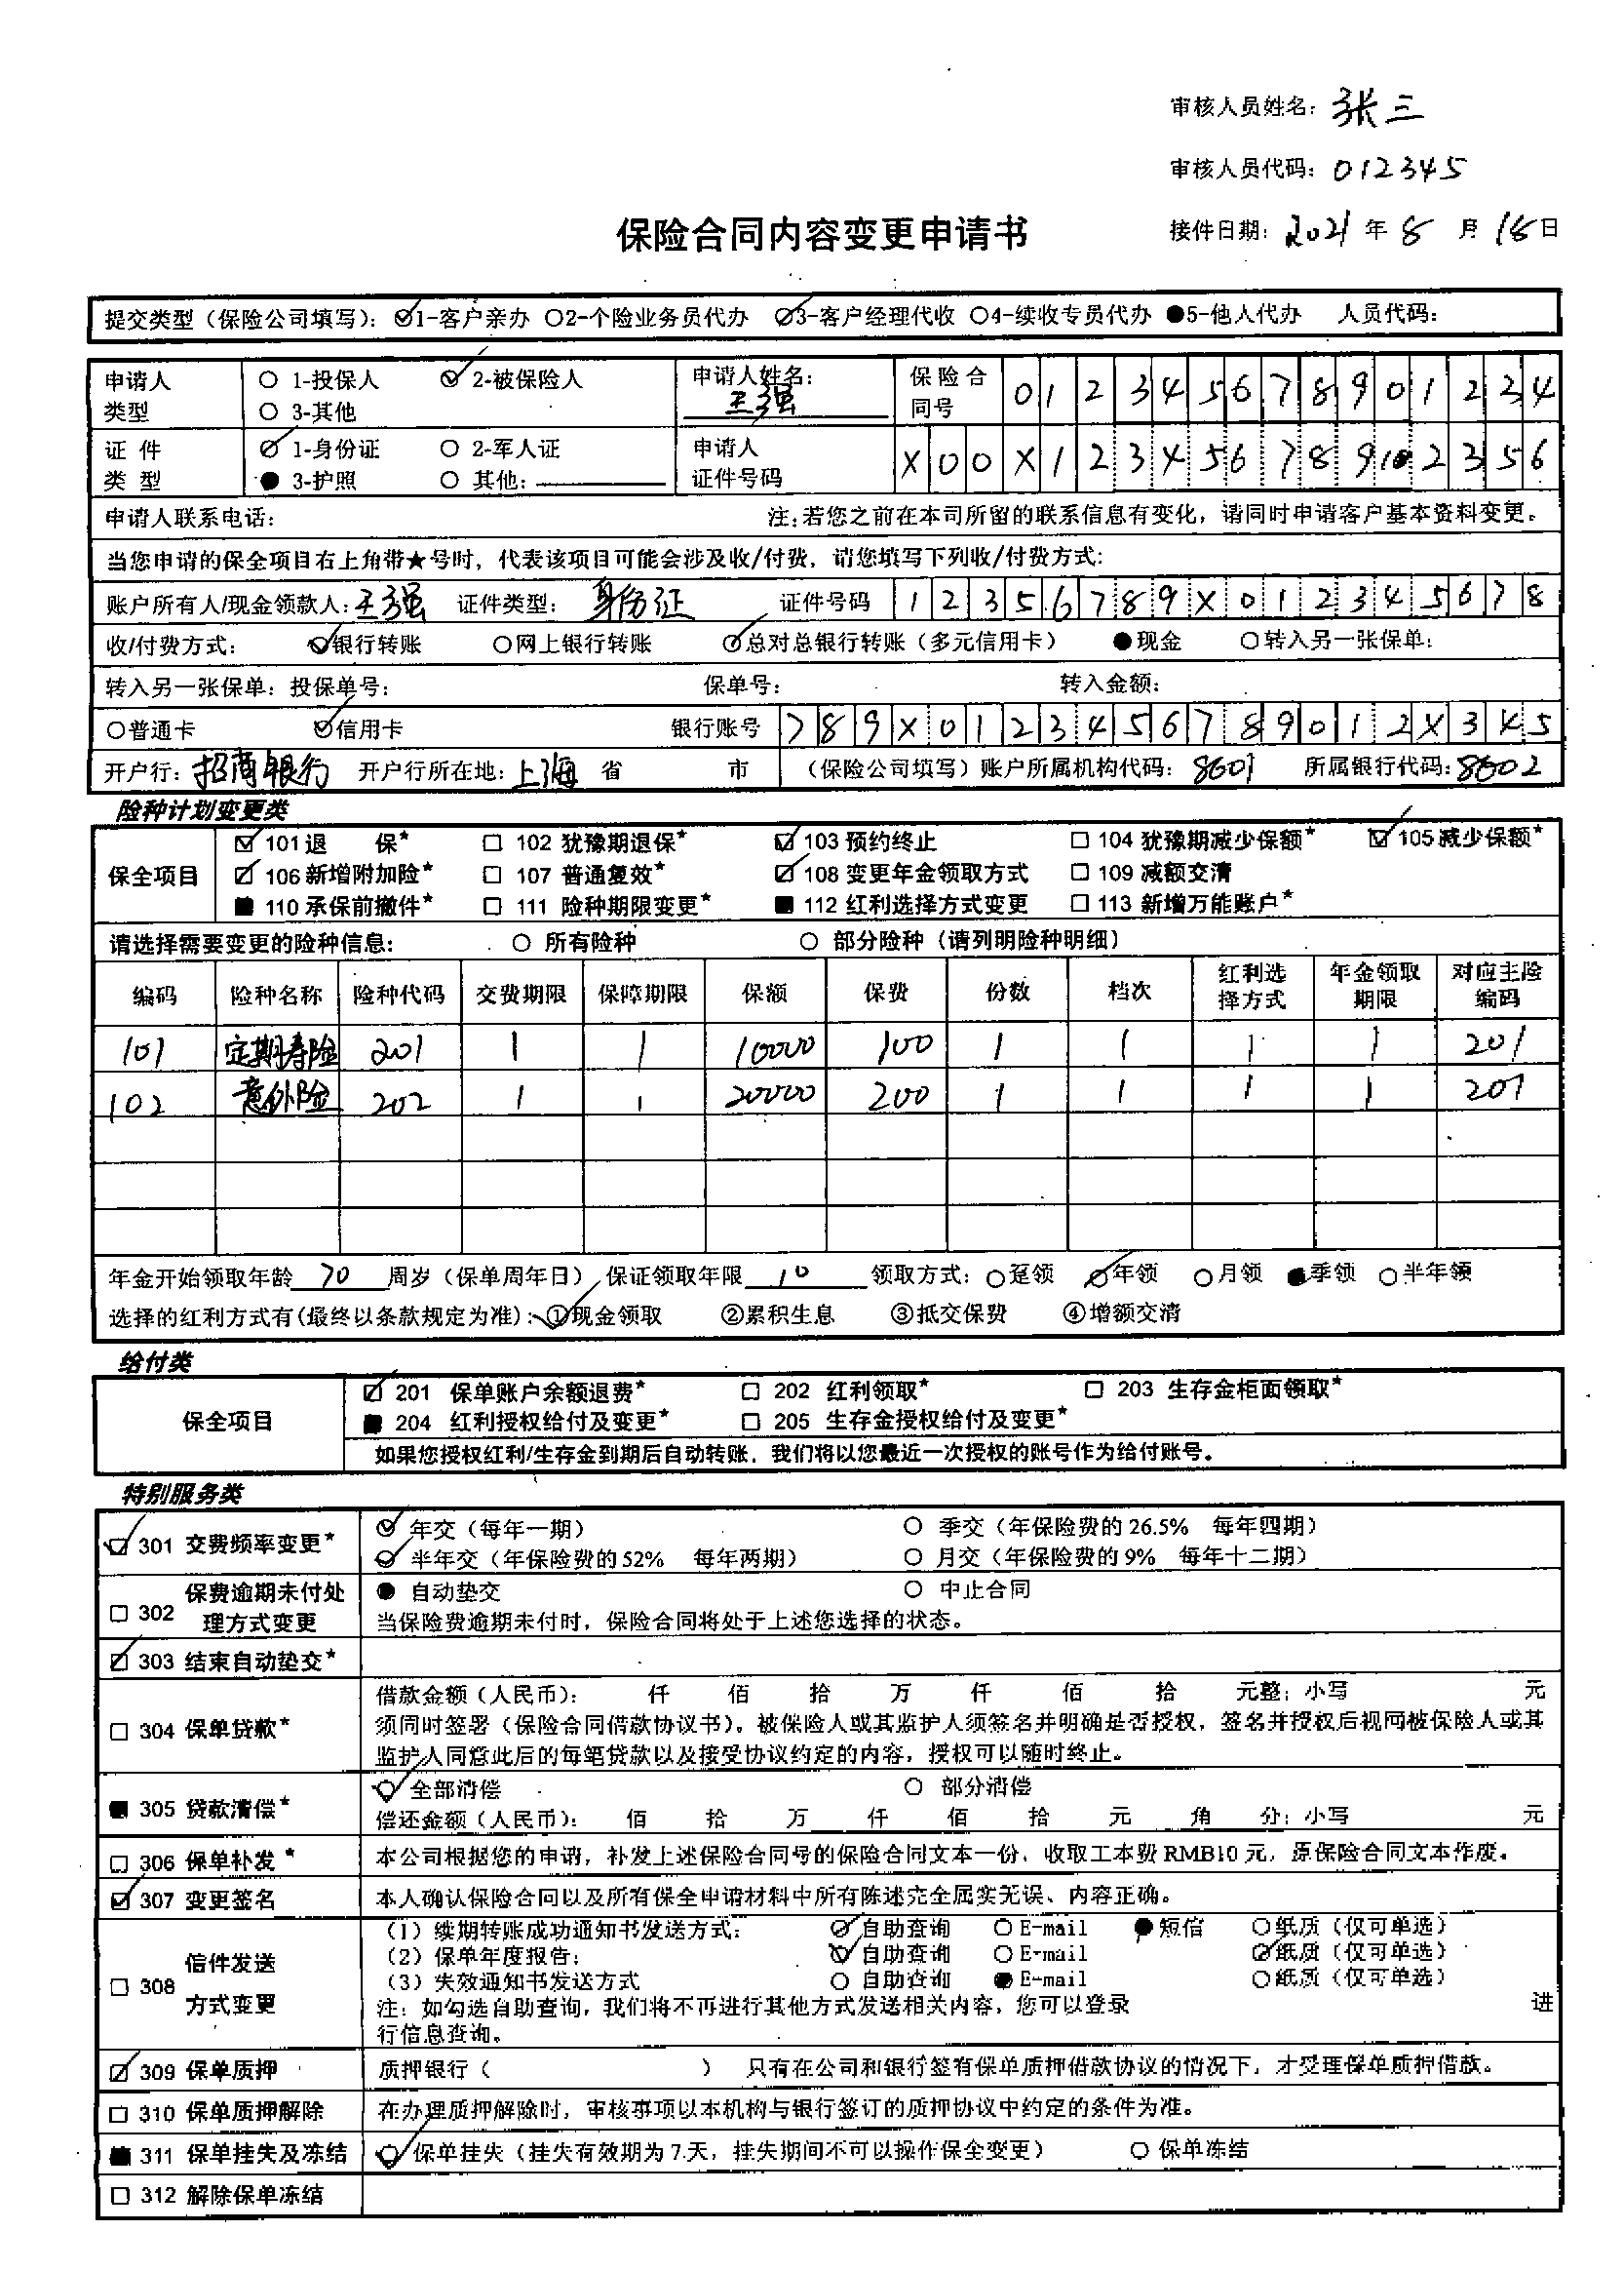 审核人员姓名：张三
审核人员代码：012345
保险合同内容变更申请书
接件日期：2021年8月16日
提交类型（保险公司填写）：☑1-客户亲办 ○2-个险业务员代办 ☑3-客户经理代收 ○4-续收专员代办 ●5-他人代办 人员代码：
申请人类型 ○ 1-投保人 ☑ 2-被保险人 ○ 3-其他 申请人姓名：王强 保险合同号 012345678901234
证件类型 ☑ 1-身份证 ○ 2-军人证 ● 3-护照 ○ 其他： 申请人证件号码 X00X123456789102356
申请人联系电话： 注：若您之前在本司所留的联系信息有变化，请同时申请客户基本资料变更。
当您申请的保全项目右上角带★号时，代表该项目可能会涉及收/付费，请您填写下列收/付费方式：
账户所有人/现金领款人：王强 证件类型：身份证 证件号码 12356789X012345678
收/付费方式： ☑银行转账 ○网上银行转账 ☑总对总银行转账（多元信用卡） ●现金 ○转入另一张保单：
转入另一张保单：投保单号： 保单号： 转入金额：
○普通卡 ☑信用卡 银行账号 789X0123456789012X345
开户行：招商银行 开户行所在地：上海 省 市 （保险公司填写）账户所属机构代码：8601 所属银行代码：8602
险种计划变更类
保全项目
☑ 101 退 保★ □ 102 犹豫期退保★ ☑ 103 预约终止 □ 104 犹豫期减少保额★ ☑ 105 减少保额★
☑ 106 新增附加险★ □ 107 普通复效★ ☑ 108 变更年金领取方式 □ 109 减额交清
■ 110 承保前撤件★ □ 111 险种期限变更★ ■ 112 红利选择方式变更 □ 113 新增万能账户★
请选择需要变更的险种信息： ○ 所有险种 ○ 部分险种（请列明险种明细）
编码 险种名称 险种代码 交费期限 保障期限 保额 保费 份数 档次 红利选择方式 年金领取期限 对应主险编码
101 定期寿险 201 1 1 10000 100 1 1 1 1 201
102 意外险 202 1 1 20000 200 1 1 1 1 201
年金开始领取年龄70周岁（保单周年日），保证领取年限10 领取方式：○趸领 ☑年领 ○月领 ●季领 ○半年领
选择的红利方式有(最终以条款规定为准)：☑①现金领取 ②累积生息 ③抵交保费 ④增额交清
给付类
保全项目
☑ 201 保单账户余额退费★ □ 202 红利领取★ □ 203 生存金柜面领取★
■ 204 红利授权给付及变更★ □ 205 生存金授权给付及变更★
如果您授权红利/生存金到期后自动转账，我们将以您最近一次授权的账号作为给付账号。
特别服务类
☑ 301 交费频率变更★ ☑ 年交（每年一期） ○ 季交（年保险费的26.5% 每年四期）
☑ 半年交（年保险费的52% 每年两期） ○ 月交（年保险费的9% 每年十二期）
□ 302 保费逾期未付处理方式变更 ● 自动垫交 ○ 中止合同
当保险费逾期未付时，保险合同将处于上述您选择的状态。
☑ 303 结束自动垫交★
□ 304 保单贷款★ 借款金额（人民币）： 仟 佰 拾 万 仟 佰 拾 元整；小写 元
须同时签署（保险合同借款协议书）。被保险人或其监护人须签名并明确是否授权，签名并授权后视同被保险人或其
监护人同意此后的每笔贷款以及接受协议约定的内容，授权可以随时终止。
■ 305 贷款清偿★ ☑ 全部清偿 ○ 部分清偿
偿还金额（人民币）： 佰 拾 万 仟 佰 拾 元 角 分；小写 元
□ 306 保单补发★ 本公司根据您的申请，补发上述保险合同号的保险合同文本一份，收取工本费RMB10元，原保险合同文本作废。
☑ 307 变更签名 本人确认保险合同以及所有保全申请材料中所有陈述完全属实无误、内容正确。
□ 308 信件发送方式变更
（1）续期转账成功通知书发送方式： ☑自助查询 ○E-mail ●短信 ○纸质（仅可单选）
（2）保单年度报告： ☑自助查询 ○E-mail ☑纸质（仅可单选）
（3）失效通知书发送方式 ○自助查询 ●E-mail ○纸质（仅可单选）
注：如勾选自助查询，我们将不再进行其他方式发送相关内容，您可以登录 进
行信息查询。
☑ 309 保单质押 质押银行（ ） 只有在公司和银行签有保单质押借款协议的情况下，才受理保单质押借款。
□ 310 保单质押解除 在办理质押解除时，审核事项以本机构与银行签订的质押协议中约定的条件为准。
■ 311 保单挂失及冻结 ☑ 保单挂失（挂失有效期为7天，挂失期间不可以操作保全变更） ○ 保单冻结
□ 312 解除保单冻结